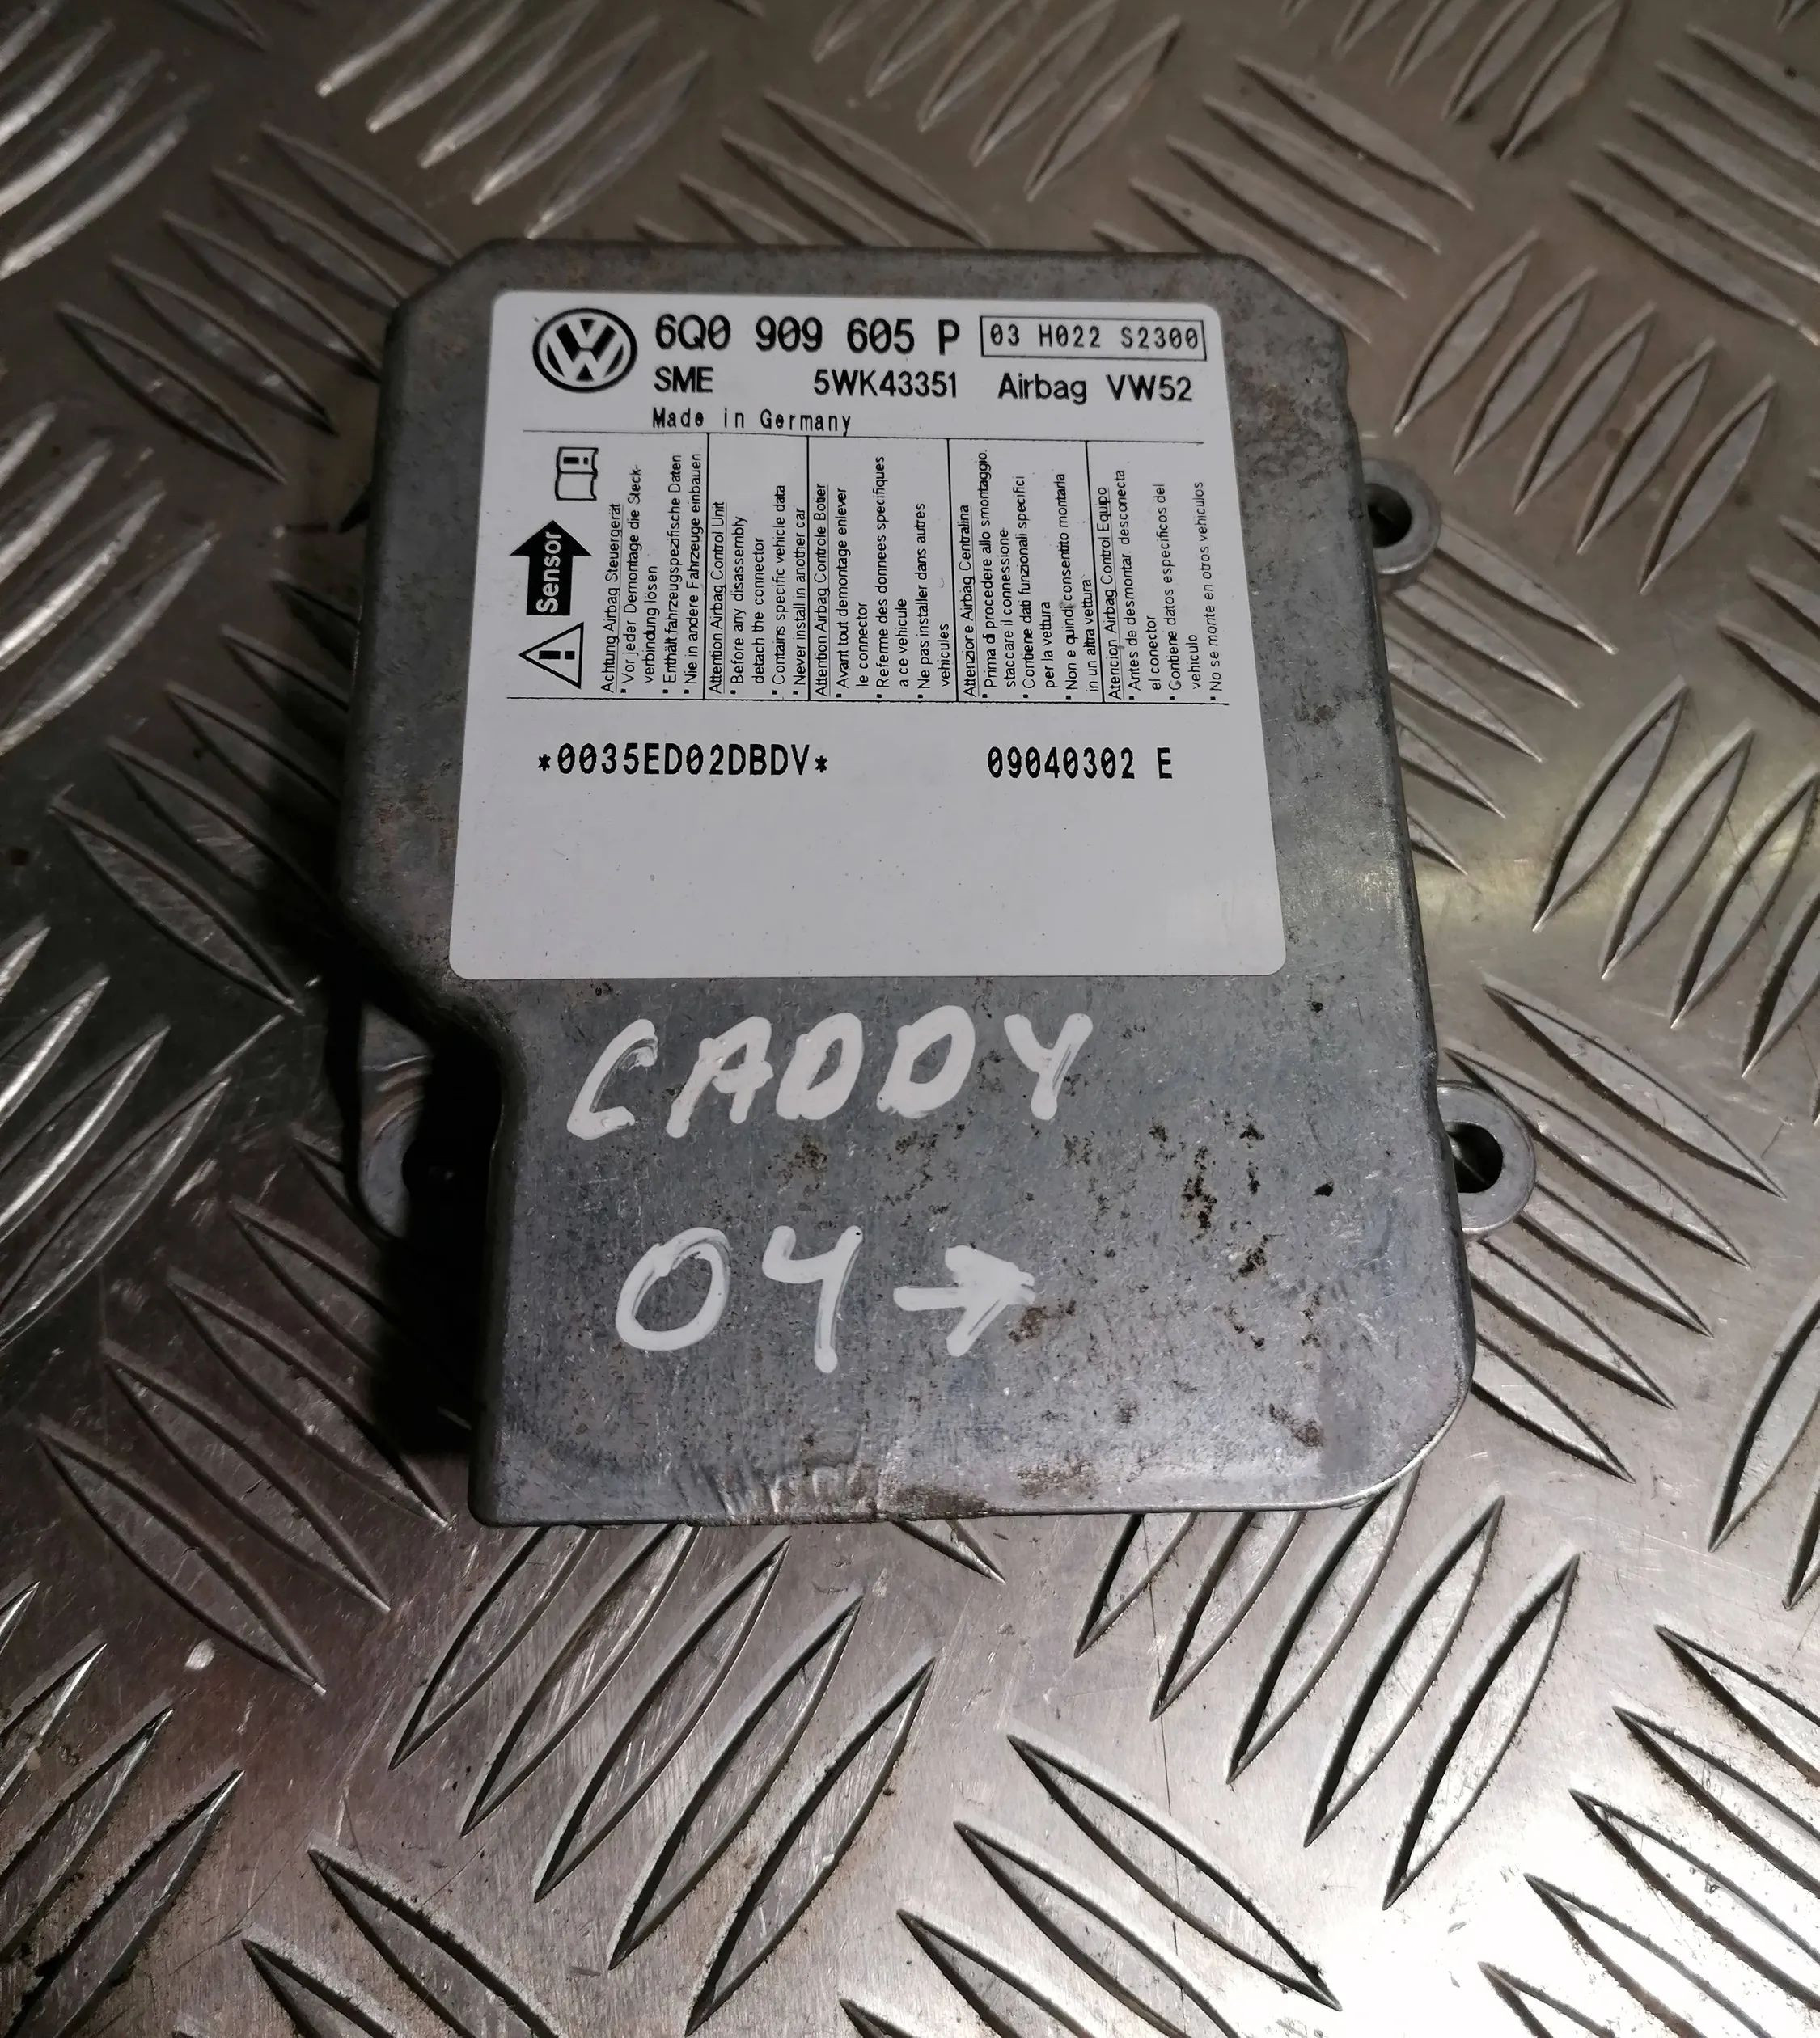 6Q0 909 605 P 03 H022 S2300
SME 5WK43351 Airbag VW52
Made in Germany
Sensor
Achtung Airbag Steuergerät
▪ Vor jeder Demontage die Steck-
verbindung lösen
▪ Enthält fahrzeugspezifische Daten
▪ Nie in andere Fahrzeuge einbauen
Attention Airbag Control Unit
▪ Before any disassembly
detach the connector
▪ Contains specific vehicle data
▪ Never install in another car
Attention Airbag Controle Boitier
▪ Avant tout demontage enlever
le connector
▪ Referme des donnees specifiques
a ce vehicule
▪ Ne pas installer dans autres
vehicules
Attenzione Airbag Centralina
▪ Prima di procedere allo smontaggio.
staccare il connessione
▪ Contiene dati funzionali specifici
per la vettura
▪ Non e quindi consentito montarla
in un altra vettura
Atencion Airbag Control Equipo
▪ Antes de desmontar. desconecta
el conector
▪ Contiene datos especificos del
vehiculo
▪ No se monte en otros vehiculos
*0035ED02DBDV* 09040302 E
CADDY
04→